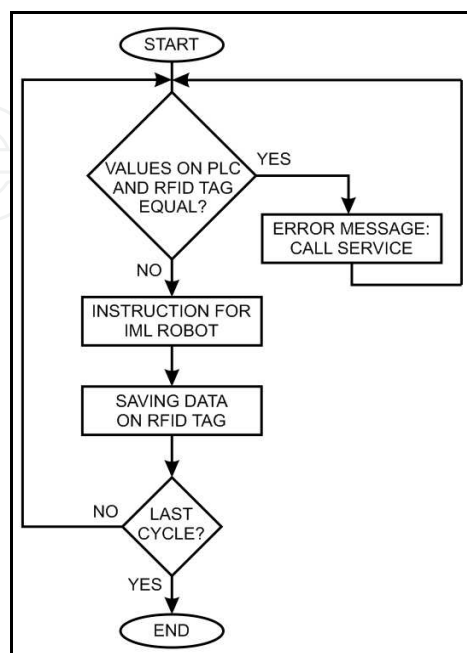 START
VALUES ON PLC
AND RFID TAG
EQUAL?
YES
ERROR MESSAGE:
CALL SERVICE
NO
INSTRUCTION FOR
IML ROBOT
SAVING DATA
ON RFID TAG
NO
LAST
CYCLE?
YES
END